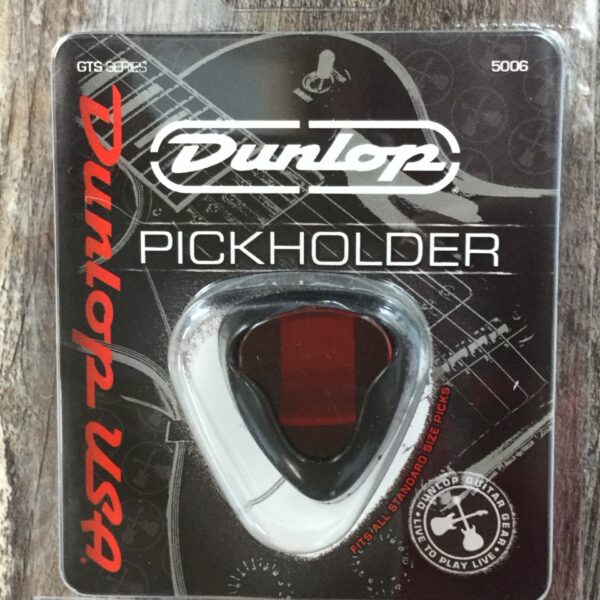 GTS SERIES
5006
Dunlop USA
Dunlop
PICKHOLDER
FITS ALL STANDARD SIZE PICKS
DUNLOP GUITAR GEAR
LIVE TO PLAY LIVE